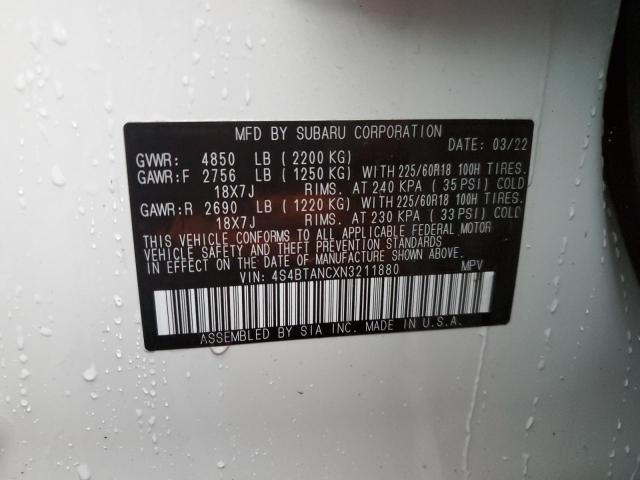 MFD BY SUBARU CORPORATION
DATE: 03/22
GVWR: 4850 LB (2200 KG)
GAWR:F 2756 LB (1250 KG) WITH 225/60R18 100H TIRES.
18X7J RIMS. AT 240 KPA (35 PSI) COLD
GAWR:R 2690 LB (1220 KG) WITH 225/60R18 100H TIRES.
18X7J RIMS. AT 230 KPA (33 PSI) COLD
THIS VEHICLE CONFORMS TO ALL APPLICABLE FEDERAL MOTOR
VEHICLE SAFETY AND THEFT PREVENTION STANDARDS
IN EFFECT ON THE DATE OF MANUFACTURE SHOWN ABOVE.
VIN: 4S4BTANCXN3211880 MPV
ASSEMBLED BY SIA INC. MADE IN U.S.A.